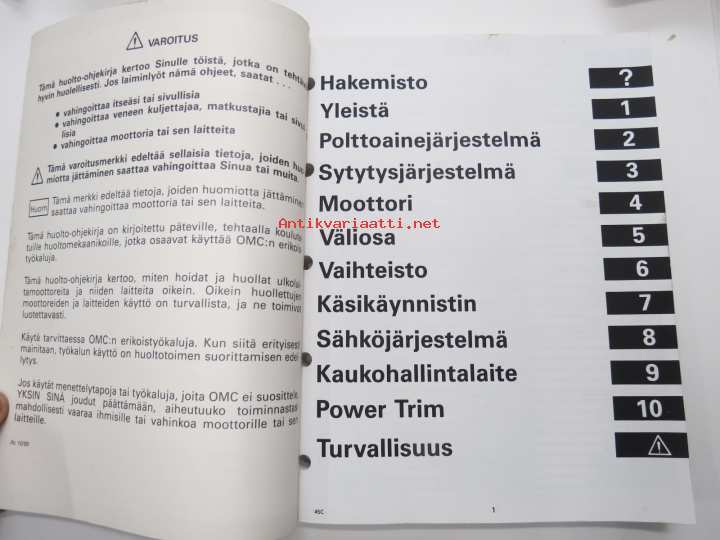 ⚠ VAROITUS
Tämä huolto-ohjekirja kertoo Sinulle töistä, jotka on tehtävä
hyvin huolellisesti. Jos laiminlyöt nämä ohjeet, saatat . . .
• vahingoittaa itseäsi tai sivullisia
• vahingoittaa veneen kuljettajaa, matkustajia tai sivul-
lisia
• vahingoittaa moottoria tai sen laitteita
⚠ Tämä varoitusmerkki edeltää sellaisia tietoja, joiden huo-
miotta jättäminen saattaa vahingoittaa Sinua tai muita.
Huom Tämä merkki edeltää tietoja, joiden huomiotta jättäminen
saattaa vahingoittaa moottoria tai sen laitteita.
Tämä huolto-ohjekirja on kirjoitettu päteville, tehtaalla koulute-
tuille huoltomekaanikoille, jotka osaavat käyttää OMC:n erikois-
työkaluja.
Tämä huolto-ohjekirja kertoo, miten hoidat ja huollat ulkolai-
tamoottoreita ja niiden laitteita oikein. Oikein huollettujen
moottoreiden ja laitteiden käyttö on turvallista, ja ne toimivat
luotettavasti.
Käytä tarvittaessa OMC:n erikoistyökaluja. Kun siitä erityisesti
mainitaan, työkalun käyttö on huoltotoimen suorittamisen edel-
lytys.
Jos käytät menettelytapoja tai työkaluja, joita OMC ei suosittele,
YKSIN SINÄ joudut päättämään, aiheutuuko toiminnastasi
mahdollisesti vaaraa ihmisille tai vahinkoa moottorille tai sen
laitteille.
Hakemisto ?
Yleistä 1
Polttoainejärjestelmä 2
Sytytysjärjestelmä 3
Moottori 4
Antikvariaatti.net
Väliosa 5
Vaihteisto 6
Käsikäynnistin 7
Sähköjärjestelmä 8
Kaukohallintalaite 9
Power Trim 10
Turvallisuus ⚠
45C
1